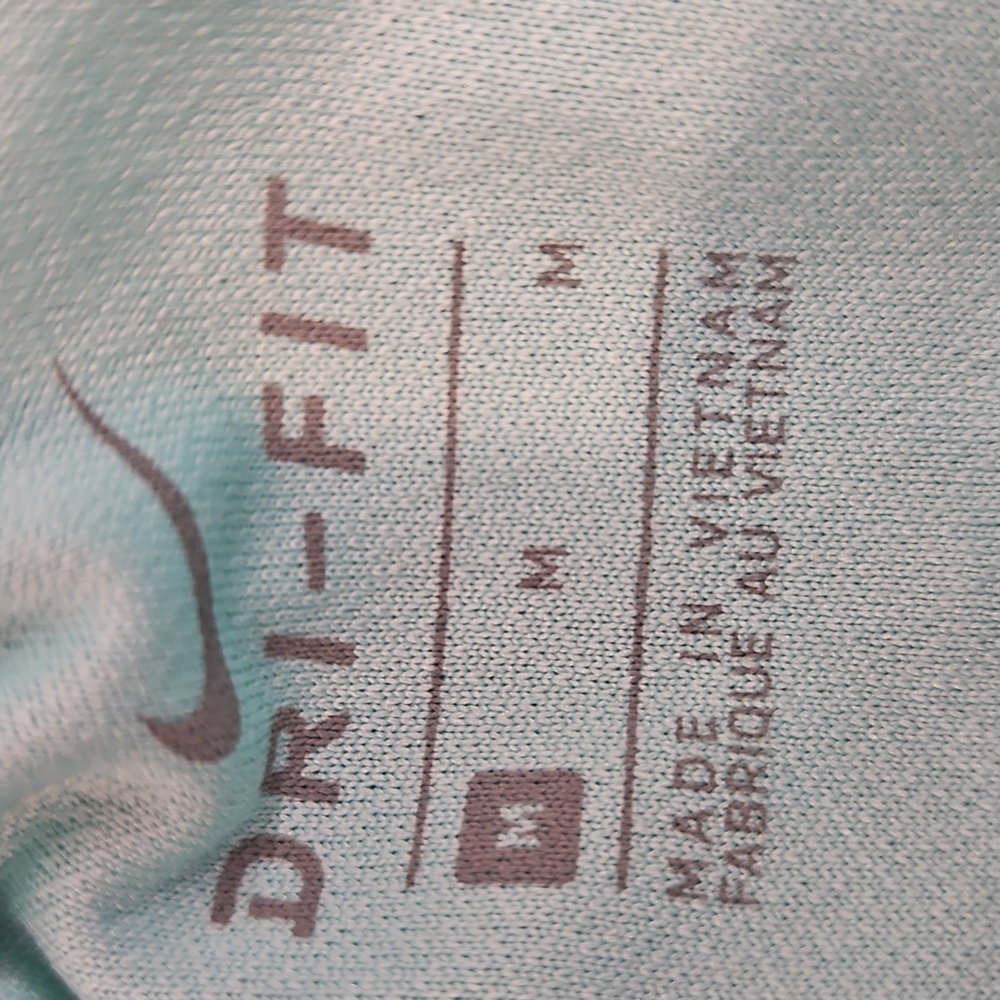 DRI-FIT
M M M
MADE IN VIETNAM
FABRIQUE AU VIETNAM